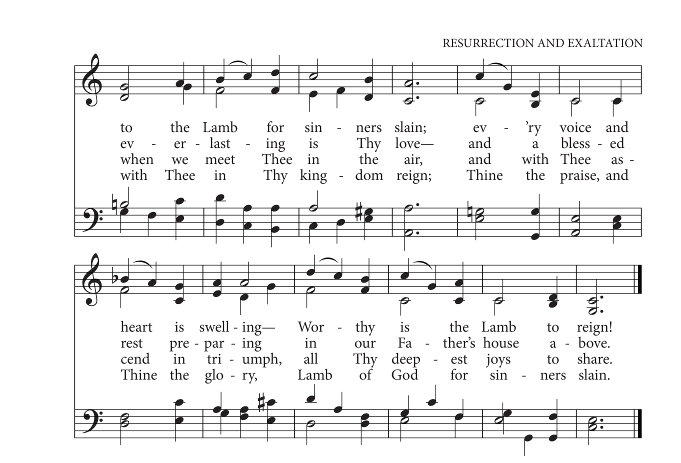 RESURRECTION AND EXALTATION
to the Lamb for sin - ners slain; ev - 'ry voice and
ev - er - last - ing is Thy love— and a bless - ed
when we meet Thee in the air, and with Thee as -
with Thee in Thy king - dom reign; Thine the praise, and
heart is swell - ing— Wor - thy is the Lamb to reign!
rest pre - par - ing in our Fa - ther's house a - bove.
cend in tri - umph, all Thy deep - est joys to share.
Thine the glo - ry, Lamb of God for sin - ners slain.